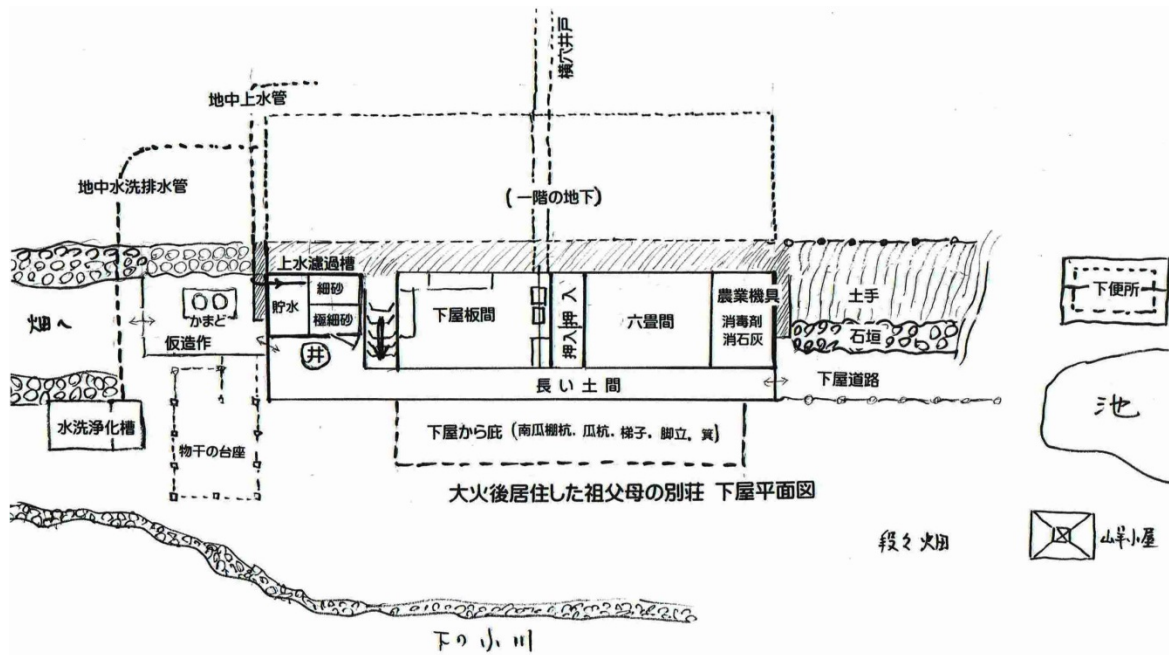 横穴井戸
地中上水管
地中水洗排水管
(一階の地下)
上水濾過槽
貯水
細砂
極細砂
かまど
仮造作
畑へ
井
下屋板間
押入
押入
六畳間
農業機具
消毒剤
消石灰
土手
石垣
下便所
長い土間
下屋道路
池
水洗浄化槽
物干の台座
下屋から庇(南瓜棚杭、瓜杭、梯子、脚立、箕)
大火後居住した祖父母の別荘 下屋平面図
段々畑
山羊小屋
下の小川